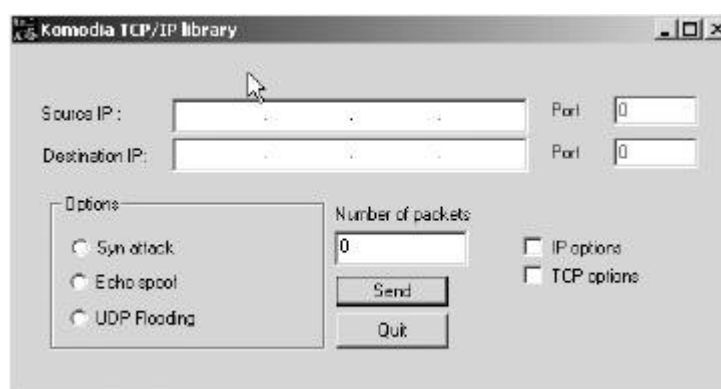 Komodia TCP/IP library
Source IP : . . . Port 0
Destination IP: . . . Port 0
Options
Number of packets
Syn attack
0
IP options
Echo spoof
Send
TCP options
UDP Flooding
Quit